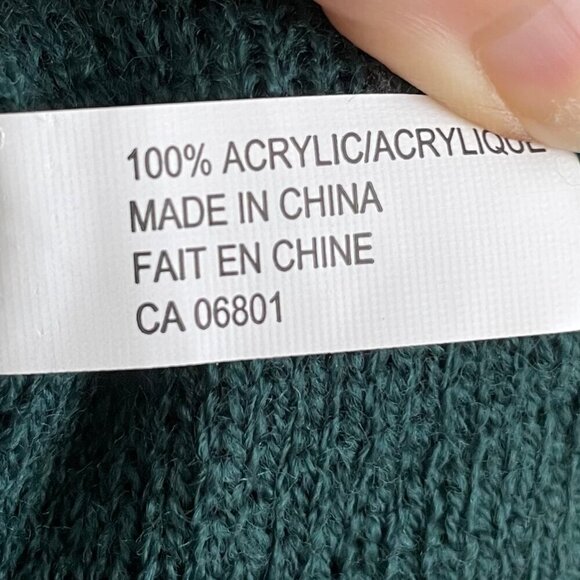 100% ACRYLIC/ACRYLIQUE
MADE IN CHINA
FAIT EN CHINE
CA 06801